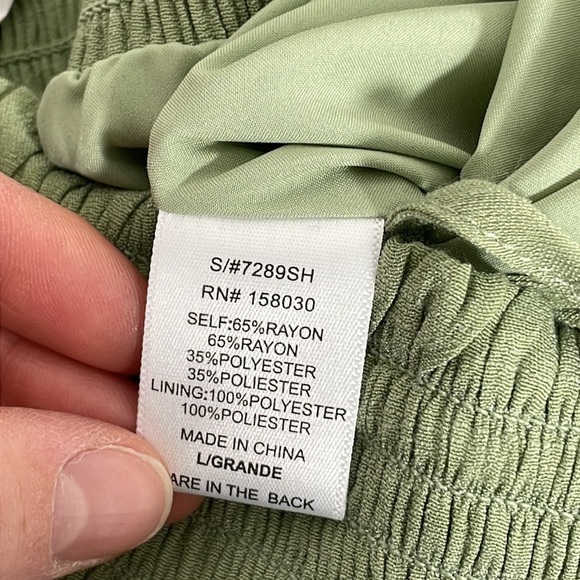 S/#7289SH
RN# 158030
SELF:65%RAYON
65%RAYON
35%POLYESTER
35%POLIESTER
LINING:100%POLYESTER
100%POLIESTER
MADE IN CHINA
L/GRANDE
ARE IN THE BACK